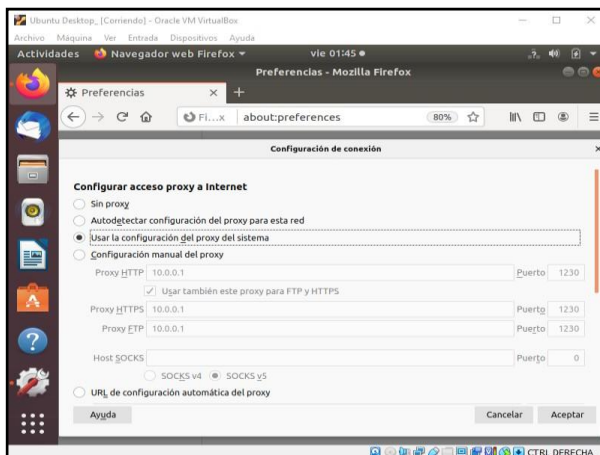 Ubuntu Desktop_ [Corriendo] - Oracle VM VirtualBox
Archivo Máquina Ver Entrada Dispositivos Ayuda
Actividades Navegador web Firefox vie 01:45
Preferencias - Mozilla Firefox
Preferencias
Fi...x about:preferences 80%
Configuración de conexión
Configurar acceso proxy a Internet
Sin proxy
Autodetectar configuración del proxy para esta red
Usar la configuración del proxy del sistema
Configuración manual del proxy
Proxy HTTP 10.0.0.1 Puerto 1230
Usar también este proxy para FTP y HTTPS
Proxy HTTPS 10.0.0.1 Puerto 1230
Proxy FTP 10.0.0.1 Puerto 1230
Host SOCKS Puerto 0
SOCKS v4 SOCKS v5
URL de configuración automática del proxy
Ayuda Cancelar Aceptar
CTRL DERECHA